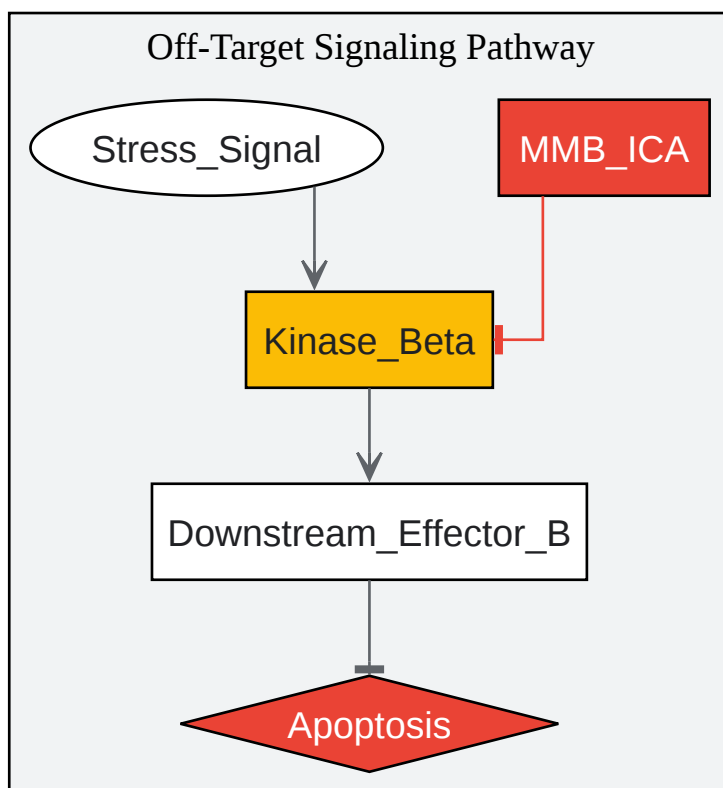 Off-Target Signaling Pathway
Stress_Signal
MMB_ICA
Kinase_Beta
Downstream_Effector_B
Apoptosis